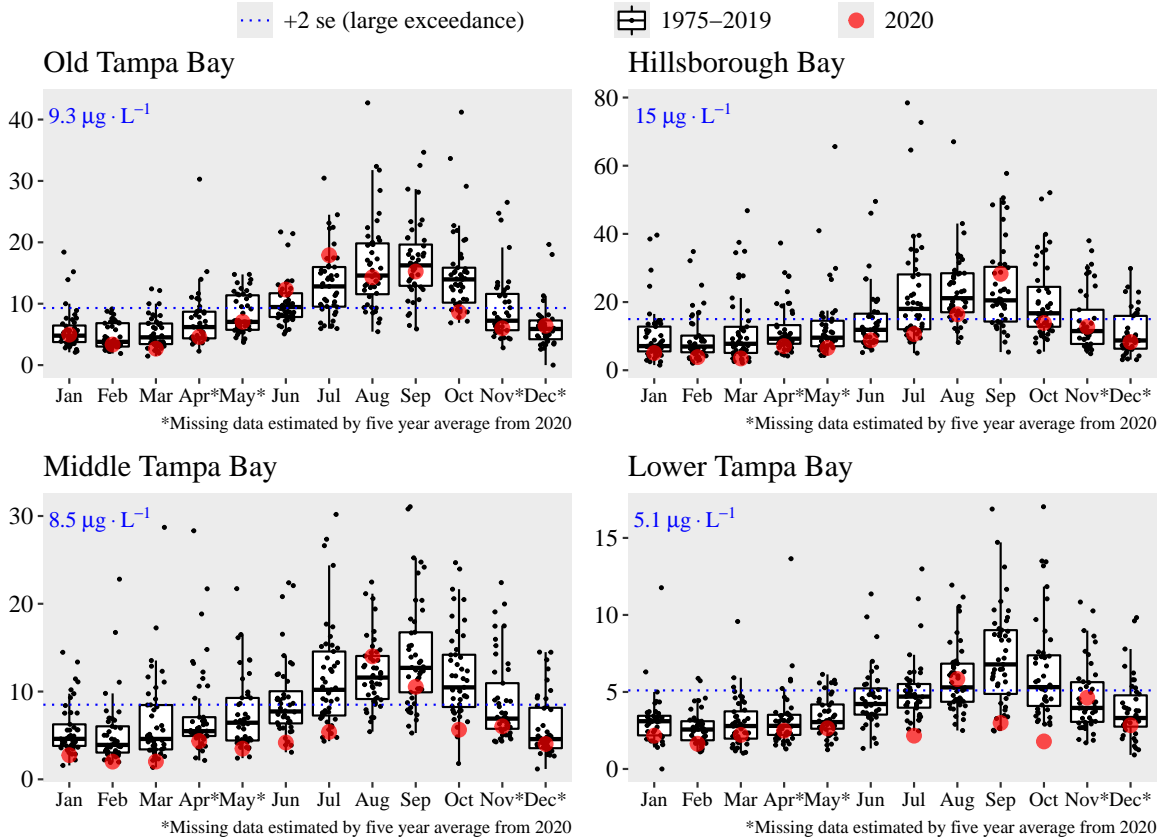 +2 se (large exceedance) 1975−2019 2020
Old Tampa Bay
9.3 μg · L−1
40
30
20
10
0
Jan Feb Mar Apr* May* Jun Jul Aug Sep Oct Nov* Dec*
*Missing data estimated by five year average from 2020
Hillsborough Bay
15 μg · L−1
80
60
40
20
0
Jan Feb Mar Apr* May* Jun Jul Aug Sep Oct Nov* Dec*
*Missing data estimated by five year average from 2020
Middle Tampa Bay
8.5 μg · L−1
30
20
10
0
Jan Feb Mar Apr* May* Jun Jul Aug Sep Oct Nov* Dec*
*Missing data estimated by five year average from 2020
Lower Tampa Bay
5.1 μg · L−1
15
10
5
0
Jan Feb Mar Apr* May* Jun Jul Aug Sep Oct Nov* Dec*
*Missing data estimated by five year average from 2020